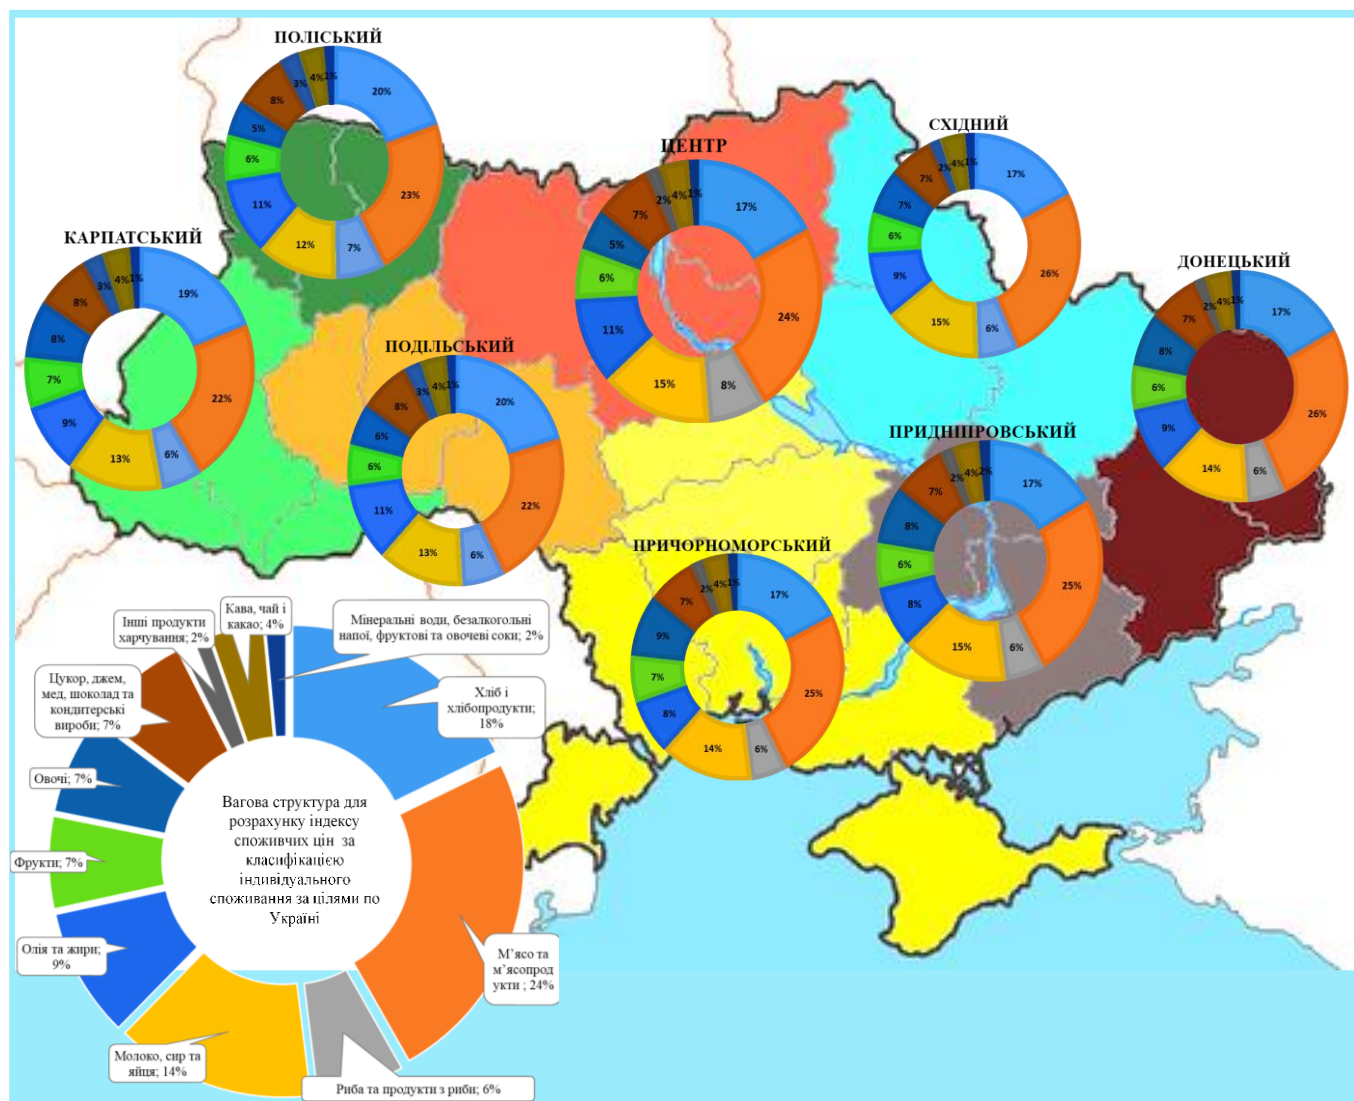 ПОЛІСЬКИЙ
20%
23%
7%
12%
11%
6%
5%
8%
3%
4%
1%
ЦЕНТР
17%
24%
8%
15%
11%
6%
5%
7%
2%
4%
1%
СХІДНИЙ
17%
26%
6%
15%
9%
6%
7%
7%
2%
4%
1%
КАРПАТСЬКИЙ
19%
22%
6%
13%
9%
7%
8%
8%
3%
4%
1%
ДОНЕЦЬКИЙ
17%
26%
6%
14%
9%
6%
8%
7%
2%
4%
1%
ПОДІЛЬСЬКИЙ
20%
22%
6%
13%
11%
6%
6%
8%
3%
4%
1%
ПРИДНІПРОВСЬКИЙ
17%
25%
6%
15%
8%
6%
8%
7%
2%
4%
2%
ПРИЧОРНОМОРСЬКИЙ
17%
25%
6%
14%
8%
7%
9%
7%
2%
4%
1%
Інші продукти
харчування; 2%
Кава, чай і
какао; 4%
Мінеральні води, безалкогольні
напої, фруктові та овочеві соки; 2%
Цукор, джем,
мед, шоколад та
кондитерські
вироби; 7%
Хліб і
хлібопродукти;
18%
Овочі; 7%
Фрукти; 7%
Олія та жири;
9%
М’ясо та
м’ясопрод
укти ; 24%
Молоко, сир та
яйця; 14%
Риба та продукти з риби; 6%
Вагова структура для
розрахунку індексу
споживчих цін за
класифікацією
індивідуального
споживання за цілями по
Україні